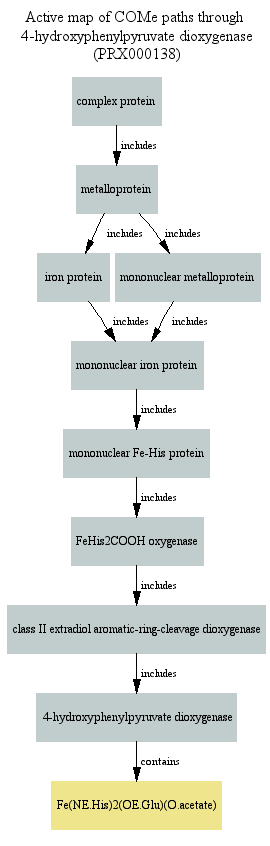 Active map of COMe paths through
4-hydroxyphenylpyruvate dioxygenase
(PRX000138)
complex protein
includes
metalloprotein
includes includes
iron protein mononuclear metalloprotein
includes includes
mononuclear iron protein
includes
mononuclear Fe-His protein
includes
FeHis2COOH oxygenase
includes
class II extradiol aromatic-ring-cleavage dioxygenase
includes
4-hydroxyphenylpyruvate dioxygenase
contains
Fe(NE.His)2(OE.Glu)(O.acetate)